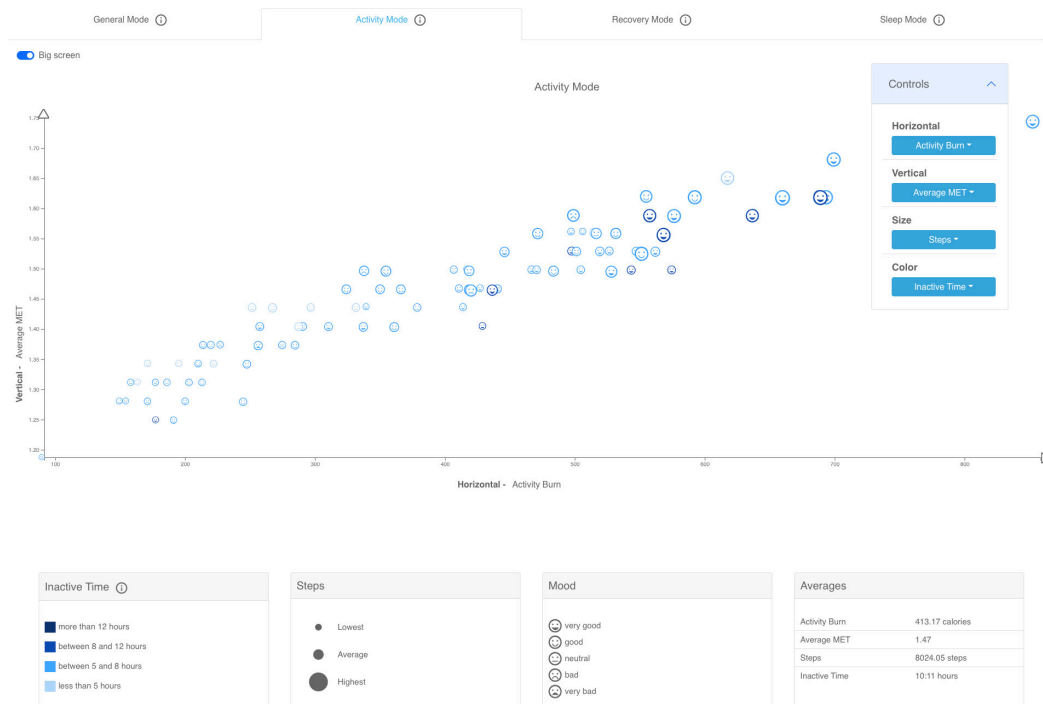 General Mode
Activity Mode
Recovery Mode
Sleep Mode
Big screen
Activity Mode
Controls
Horizontal
Activity Burn
Vertical
Average MET
Size
Steps
Color
Inactive Time
1.75
1.70
1.65
1.60
1.55
1.50
1.45
1.40
1.35
1.30
1.25
1.20
Vertical - Average MET
100 200 300 400 500 600 700 800
Horizontal - Activity Burn
Inactive Time
more than 12 hours
between 8 and 12 hours
between 5 and 8 hours
less than 5 hours
Steps
Lowest
Average
Highest
Mood
very good
good
neutral
bad
very bad
Averages
Activity Burn 413.17 calories
Average MET 1.47
Steps 8024.05 steps
Inactive Time 10:11 hours